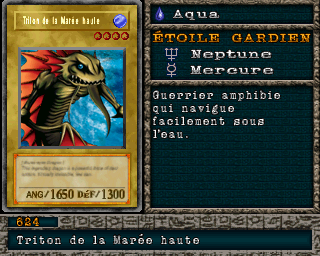 Triton de la Marée haute
ANG/1650 DÉF/1300
Aqua
ÉTOILE GARDIEN
Neptune
Mercure
Guerrier amphibie
qui navigue
facilement sous
l'eau.
624
Triton de la Marée haute